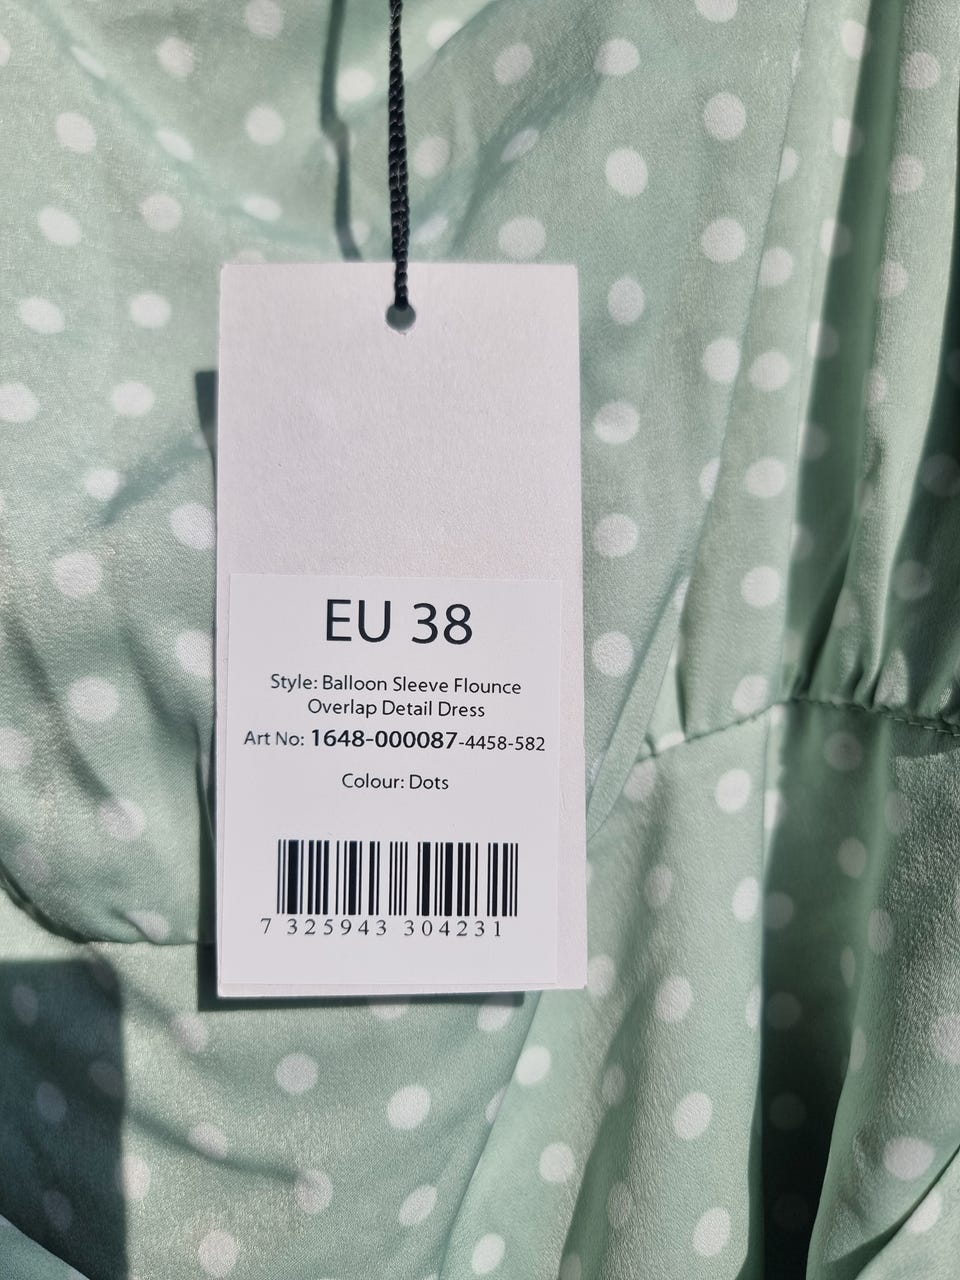 EU 38
Style: Balloon Sleeve Flounce
Overlap Detail Dress
Art No: 1648-000087-4458-582
Colour: Dots
7 325943 304231